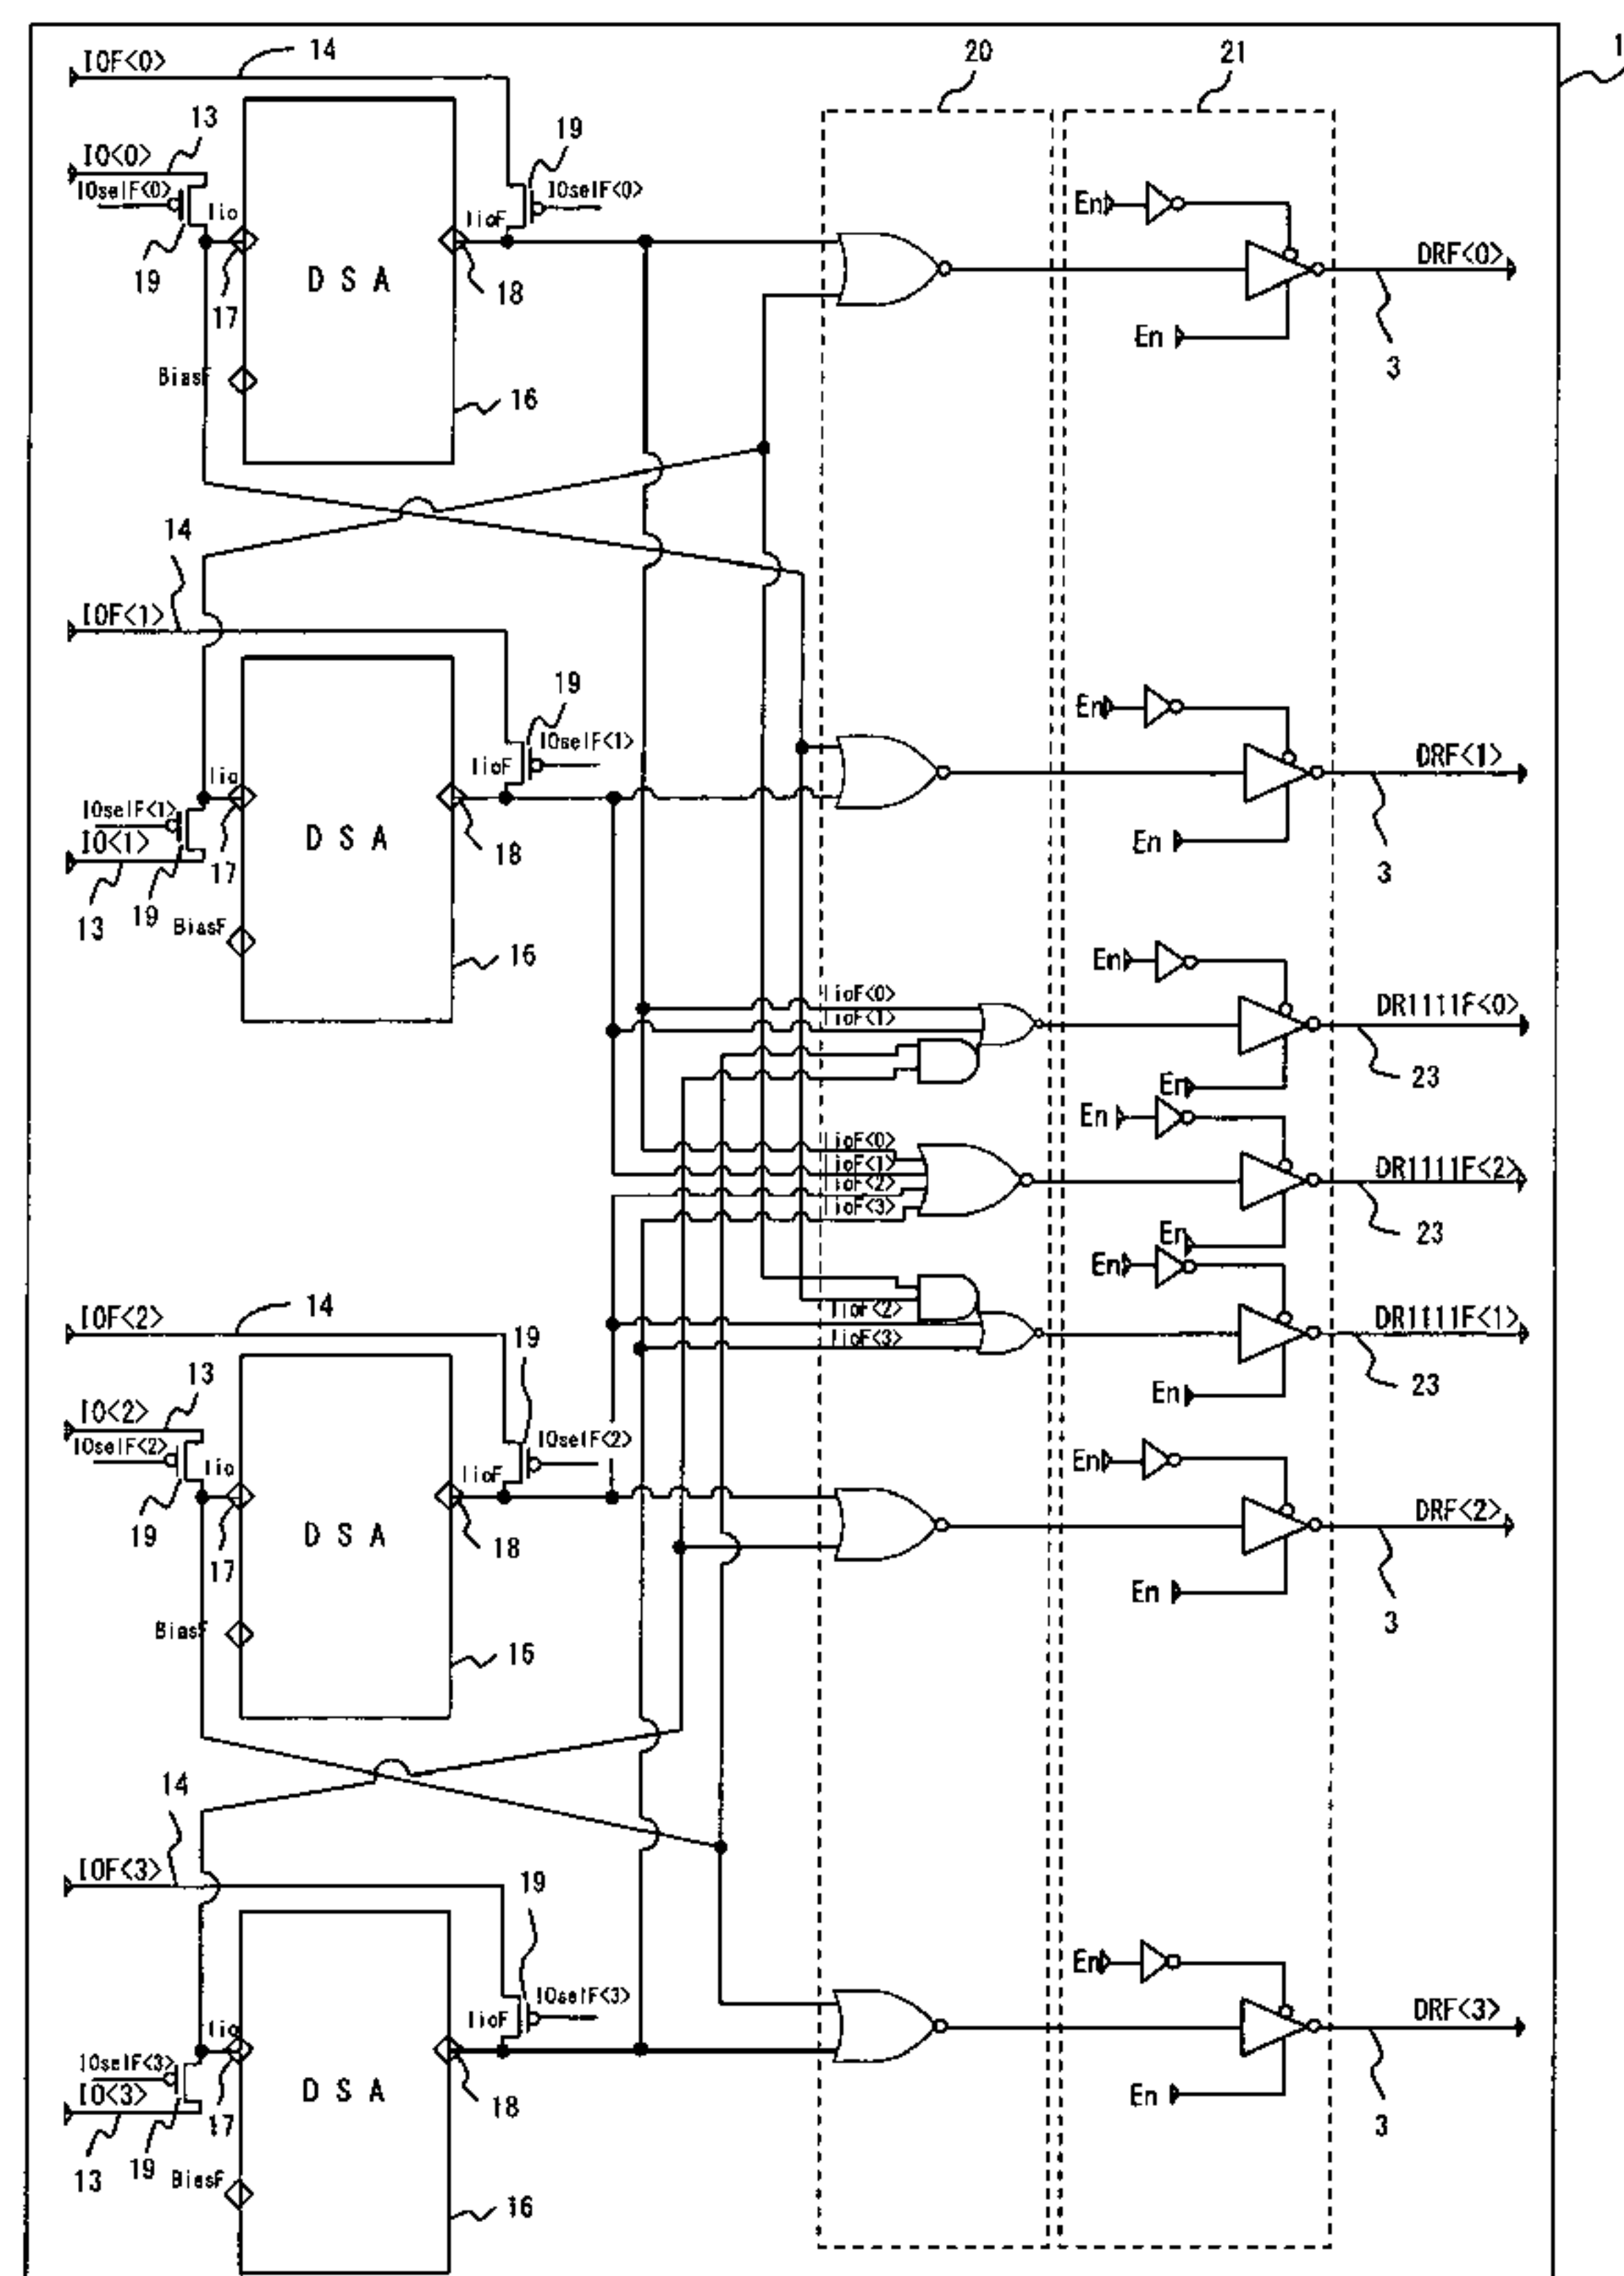 IOF<0>
14
20
21
1
13
19
IO<0>
IOselF<0>
lio
lioF
IOselF<0>
En
DRF<0>
19
17
D S A
18
En
3
BiasF
16
14
IOF<1>
19
IOselF<1>
lioF
En
DRF<1>
lio
IOselF<1>
IO<1>
D S A
18
En
17
3
13
19
BiasF
16
En
lioF<0>
lioF<1>
DR1111F<0>
En
23
En
lioF<0>
lioF<1>
lioF<2>
lioF<3>
DR1111F<2>
En
23
En
IOF<2>
14
lioF<2>
lioF<3>
DR1111F<1>
19
13
En
23
IO<2>
IOselF<2>
lio
IOselF<2>
lioF
En
DRF<2>
19
17
D S A
18
En
3
BiasF
16
14
IOF<3>
19
IOselF<3>
lioF
En
DRF<3>
lio
IOselF<3>
IO<3>
D S A
18
En
17
3
13
19
BiasF
16